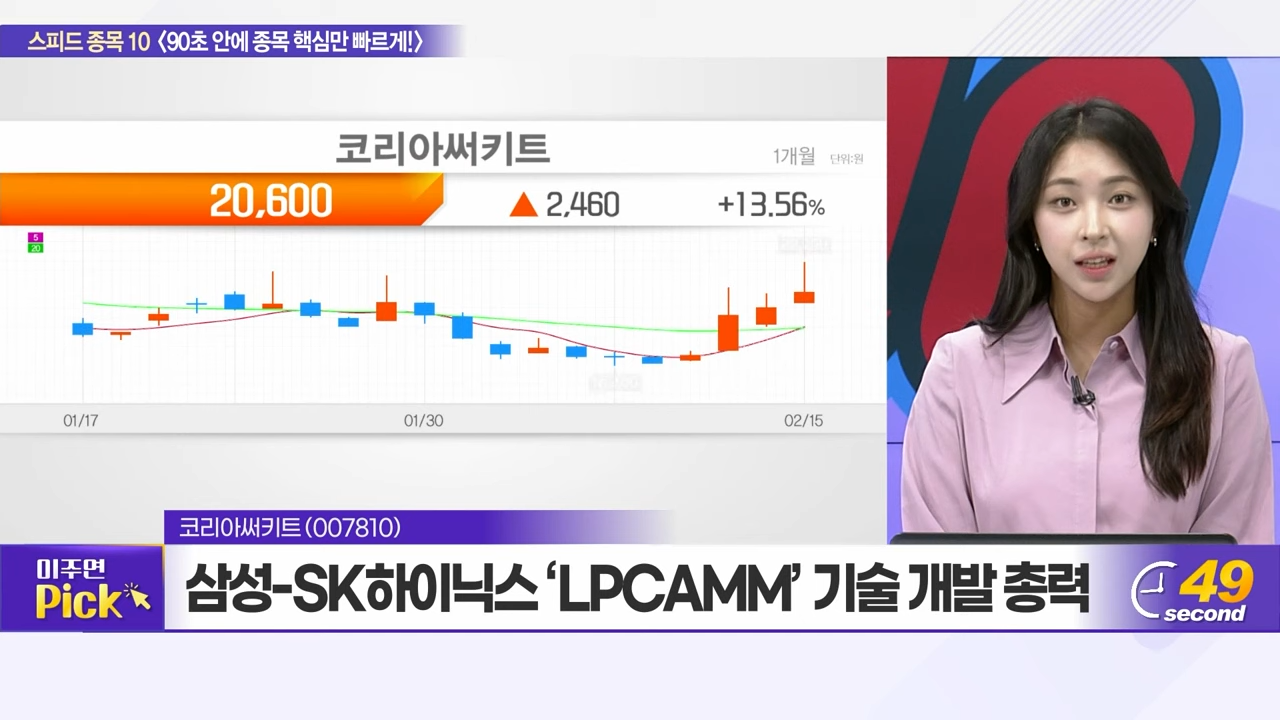 스피드 종목 10 <90초 안에 종목 핵심만 빠르게!>
코리아써키트
1개월 단위:원
20,600 ▲ 2,460 +13.56%
5
20
01/17 01/30 02/15
코리아써키트(007810)
미주면
Pick
삼성-SK하이닉스 ‘LPCAMM’ 기술 개발 총력
49
second